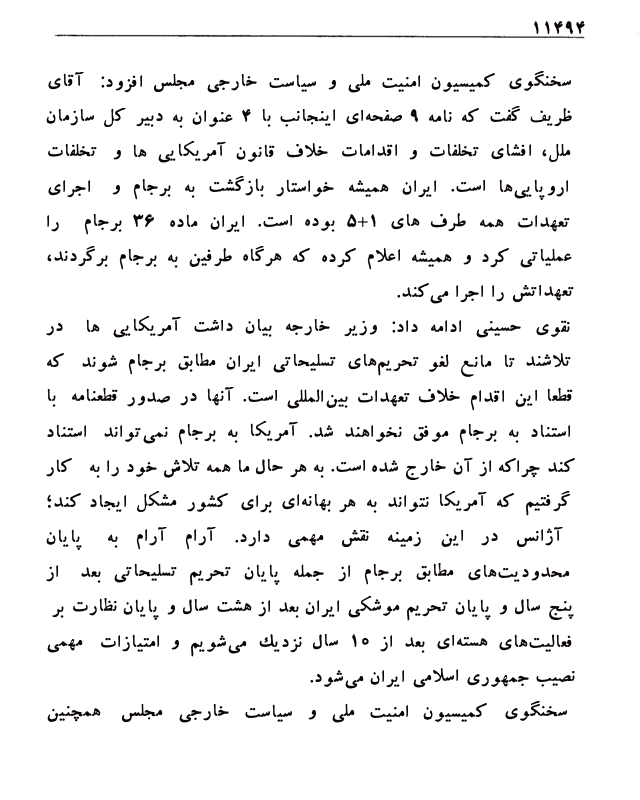 ۱۱۴۹۴
سخنگوی کمیسیون امنیت ملی و سیاست خارجی مجلس افزود: آقای
ظریف گفت که نامه ۹ صفحه‌ای اینجانب با ۴ عنوان به دبیر کل سازمان
ملل، افشای تخلفات و اقدامات خلاف قانون آمریکایی ها و تخلفات
اروپایی‌ها است. ایران همیشه خواستار بازگشت به برجام و اجرای
تعهدات همه طرف های ۱+۵ بوده است. ایران ماده ۳۶ برجام را
عملیاتی کرد و همیشه اعلام کرده که هرگاه طرفین به برجام برگردند،
تعهداتش را اجرا می‌کند.
نقوی حسینی ادامه داد: وزیر خارجه بیان داشت آمریکایی ها در
تلاشند تا مانع لغو تحریم‌های تسلیحاتی ایران مطابق برجام شوند که
قطعا این اقدام خلاف تعهدات بین‌المللی است. آنها در صدور قطعنامه با
استناد به برجام موفق نخواهند شد. آمریکا به برجام نمی‌تواند استناد
کند چراکه از آن خارج شده است. به هر حال ما همه تلاش خود را به کار
گرفتیم که آمریکا نتواند به هر بهانه‌ای برای کشور مشکل ایجاد کند؛
آژانس در این زمینه نقش مهمی دارد. آرام آرام به پایان
محدودیت‌های مطابق برجام از جمله پایان تحریم تسلیحاتی بعد از
پنج سال و پایان تحریم موشکی ایران بعد از هشت سال و پایان نظارت بر
فعالیت‌های هسته‌ای بعد از ۱۵ سال نزدیك می‌شویم و امتیازات مهمی
نصیب جمهوری اسلامی ایران می‌شود.
سخنگوی کمیسیون امنیت ملی و سیاست خارجی مجلس همچنین